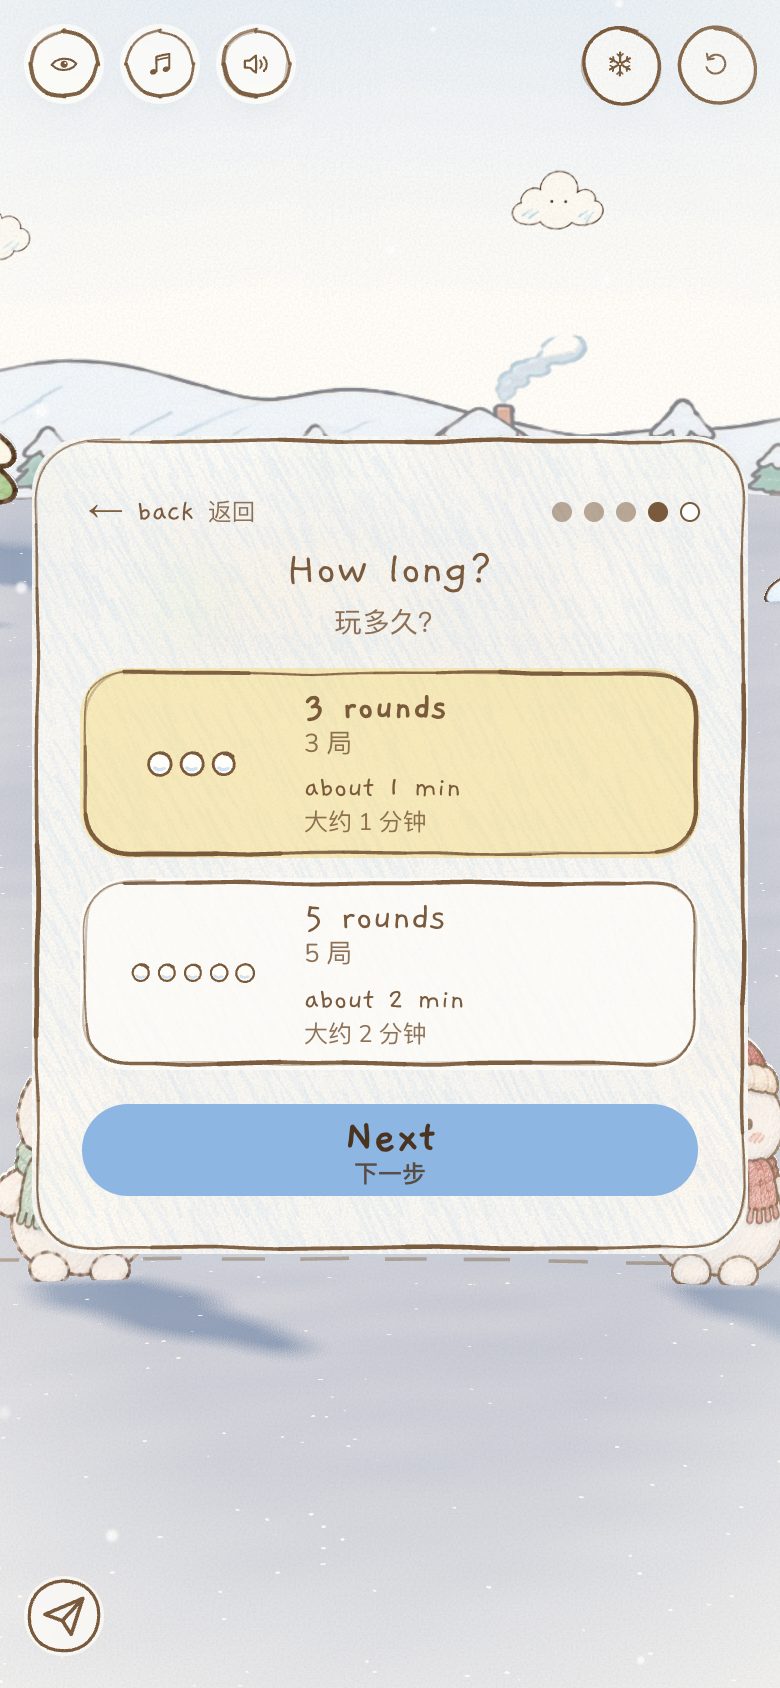 back 返回
How long?
玩多久?
3 rounds
3 局
about 1 min
大约 1 分钟
5 rounds
5 局
about 2 min
大约 2 分钟
Next
下一步